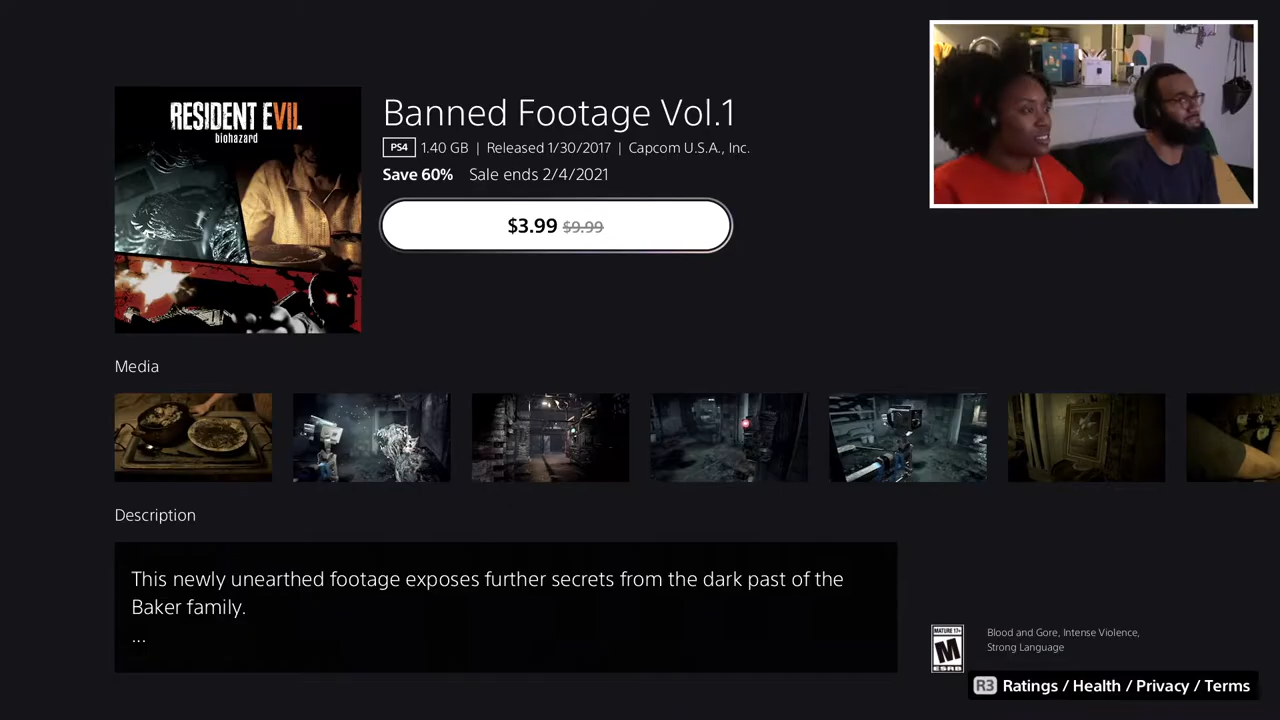 RESIDENT EVIL
biohazard
Banned Footage Vol.1
PS4 1.40 GB | Released 1/30/2017 | Capcom U.S.A., Inc.
Save 60% Sale ends 2/4/2021
$3.99 $9.99
Media
Description
This newly unearthed footage exposes further secrets from the dark past of the
Baker family.
...
MATURE 17+
M
ESRB
Blood and Gore, Intense Violence,
Strong Language
R3 Ratings / Health / Privacy / Terms